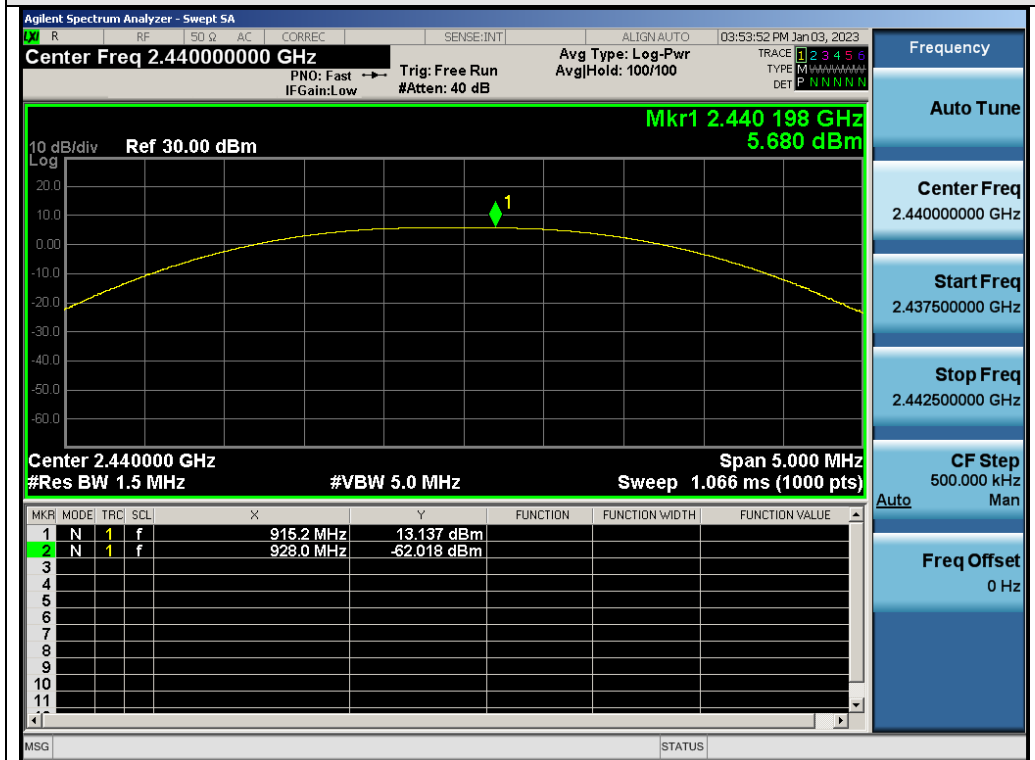 Agilent Spectrum Analyzer - Swept SA
LXI R RF 50 Ω AC CORREC SENSE:INT ALIGN AUTO 03:53:52 PM Jan 03, 2023
Center Freq 2.440000000 GHz
PNO: Fast
IFGain:Low
Trig: Free Run
#Atten: 40 dB
Avg Type: Log-Pwr
Avg|Hold: 100/100
TRACE 1 2 3 4 5 6
TYPE M WWWWW
DET P N N N N N
Mkr1 2.440 198 GHz
5.680 dBm
10 dB/div Ref 30.00 dBm
Log
20.0
10.0
0.00
-10.0
-20.0
-30.0
-40.0
-50.0
-60.0
1
Center 2.440000 GHz Span 5.000 MHz
#Res BW 1.5 MHz #VBW 5.0 MHz Sweep 1.066 ms (1000 pts)
MKR MODE TRC SCL X Y FUNCTION FUNCTION WIDTH FUNCTION VALUE
1 N 1 f 915.2 MHz 13.137 dBm
2 N 1 f 928.0 MHz -62.018 dBm
3
4
5
6
7
8
9
10
11
MSG STATUS
Frequency
Auto Tune
Center Freq
2.440000000 GHz
Start Freq
2.437500000 GHz
Stop Freq
2.442500000 GHz
CF Step
500.000 kHz
Auto Man
Freq Offset
0 Hz